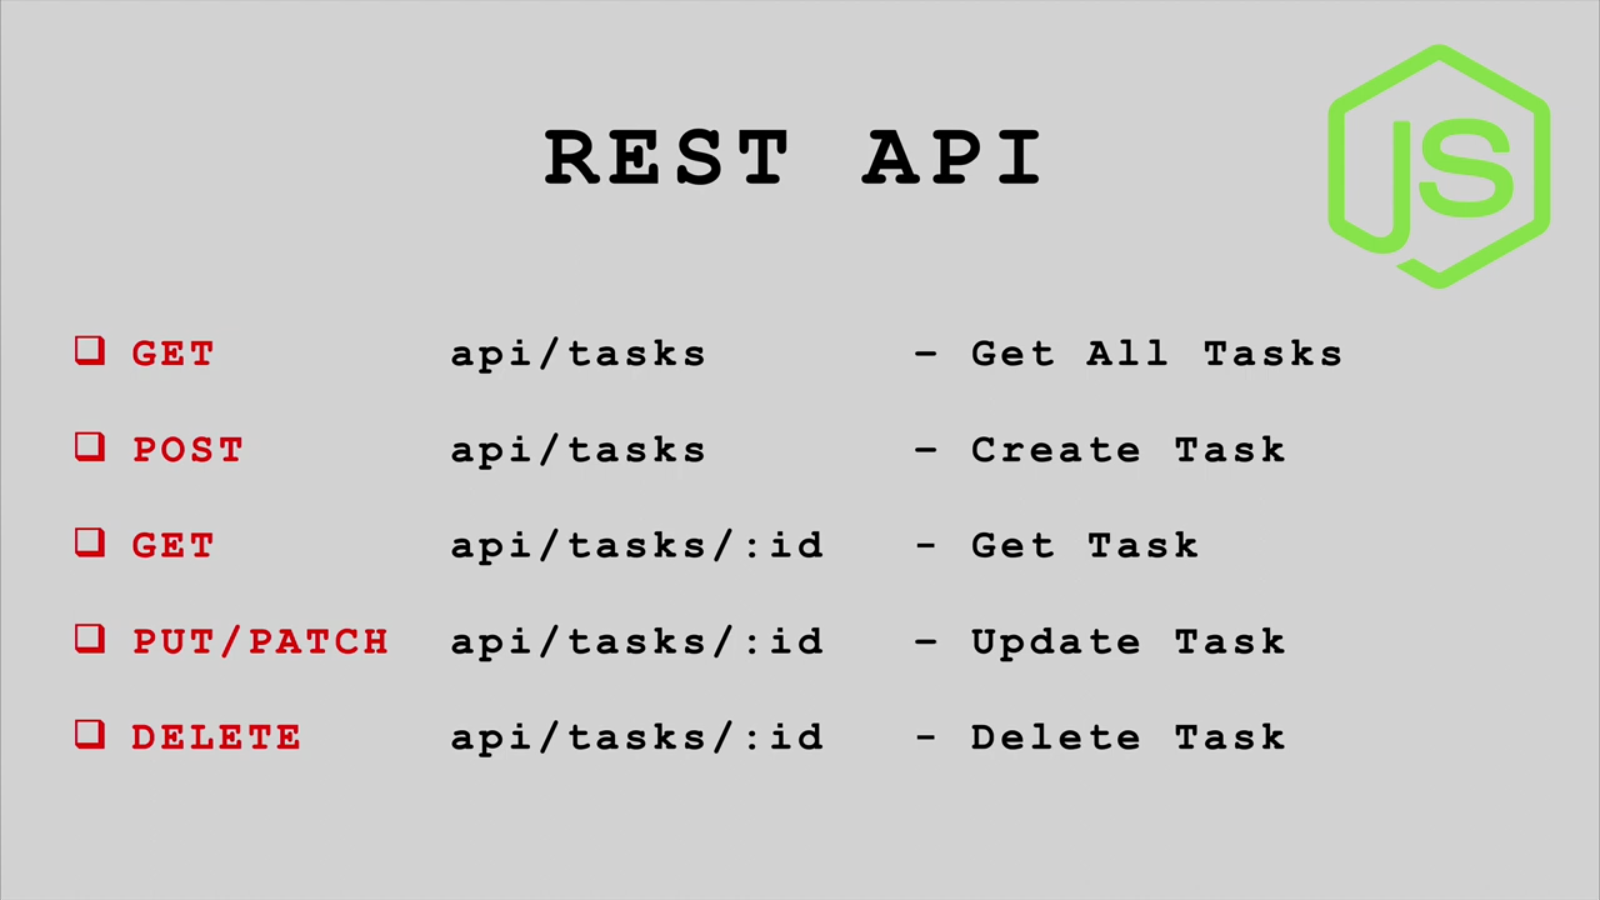 REST API
JS
GET api/tasks – Get All Tasks
POST api/tasks – Create Task
GET api/tasks/:id - Get Task
PUT/PATCH api/tasks/:id – Update Task
DELETE api/tasks/:id - Delete Task